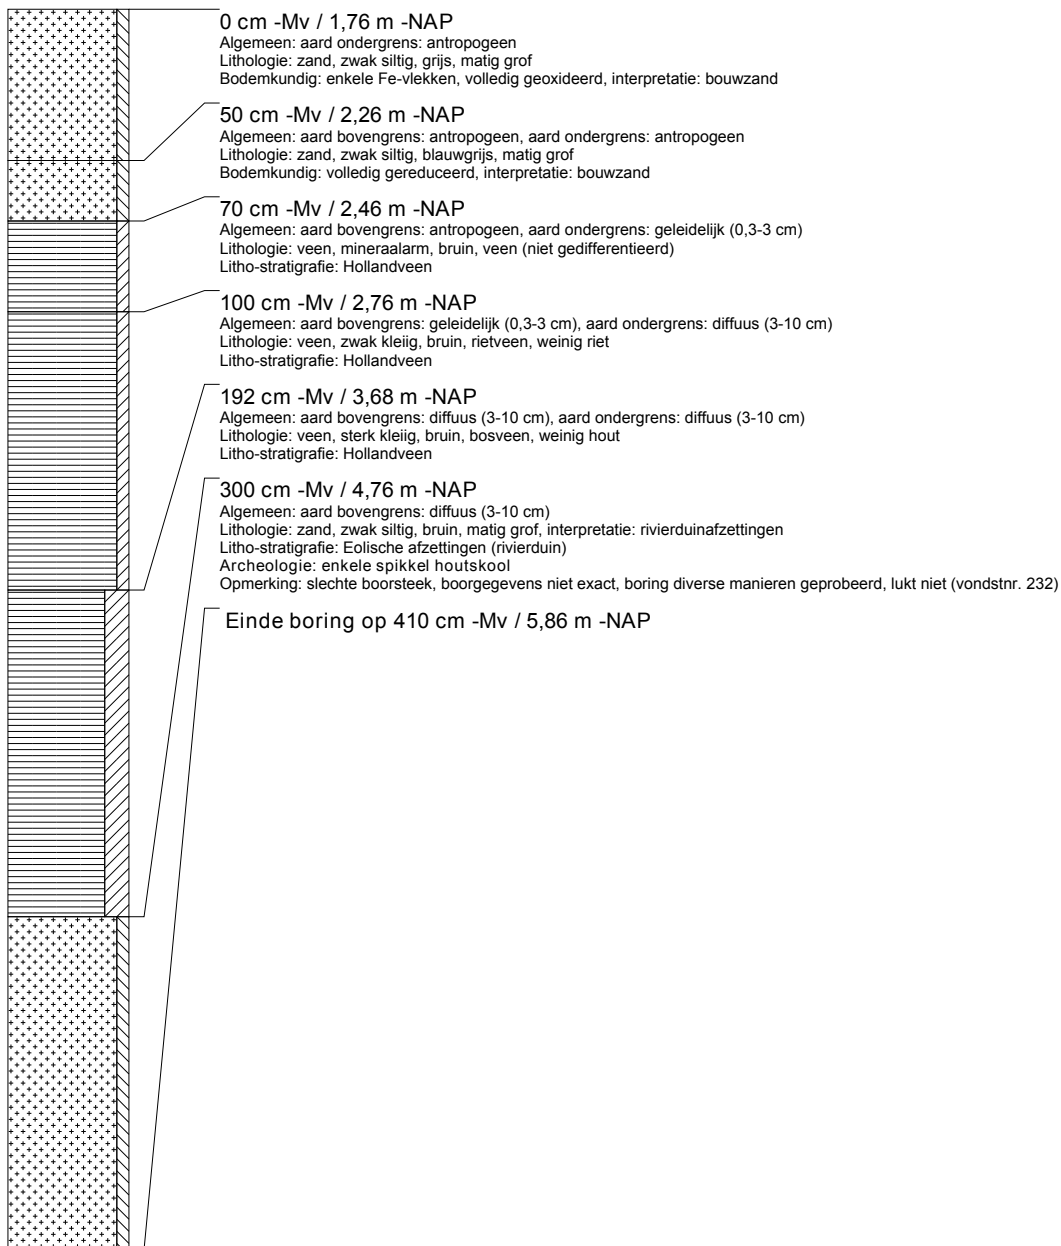 0 cm -Mv / 1,76 m -NAP
Algemeen: aard ondergrens: antropogeen
Lithologie: zand, zwak siltig, grijs, matig grof
Bodemkundig: enkele Fe-vlekken, volledig geoxideerd, interpretatie: bouwzand
50 cm -Mv / 2,26 m -NAP
Algemeen: aard bovengrens: antropogeen, aard ondergrens: antropogeen
Lithologie: zand, zwak siltig, blauwgrijs, matig grof
Bodemkundig: volledig gereduceerd, interpretatie: bouwzand
70 cm -Mv / 2,46 m -NAP
Algemeen: aard bovengrens: antropogeen, aard ondergrens: geleidelijk (0,3-3 cm)
Lithologie: veen, mineraalarm, bruin, veen (niet gedifferentieerd)
Litho-stratigrafie: Hollandveen
100 cm -Mv / 2,76 m -NAP
Algemeen: aard bovengrens: geleidelijk (0,3-3 cm), aard ondergrens: diffuus (3-10 cm)
Lithologie: veen, zwak kleiig, bruin, rietveen, weinig riet
Litho-stratigrafie: Hollandveen
192 cm -Mv / 3,68 m -NAP
Algemeen: aard bovengrens: diffuus (3-10 cm), aard ondergrens: diffuus (3-10 cm)
Lithologie: veen, sterk kleiig, bruin, bosveen, weinig hout
Litho-stratigrafie: Hollandveen
300 cm -Mv / 4,76 m -NAP
Algemeen: aard bovengrens: diffuus (3-10 cm)
Lithologie: zand, zwak siltig, bruin, matig grof, interpretatie: rivierduinafzettingen
Litho-stratigrafie: Eolische afzettingen (rivierduin)
Archeologie: enkele spikkel houtskool
Opmerking: slechte boorsteek, boorgegevens niet exact, boring diverse manieren geprobeerd, lukt niet (vondstnr. 232)
Einde boring op 410 cm -Mv / 5,86 m -NAP